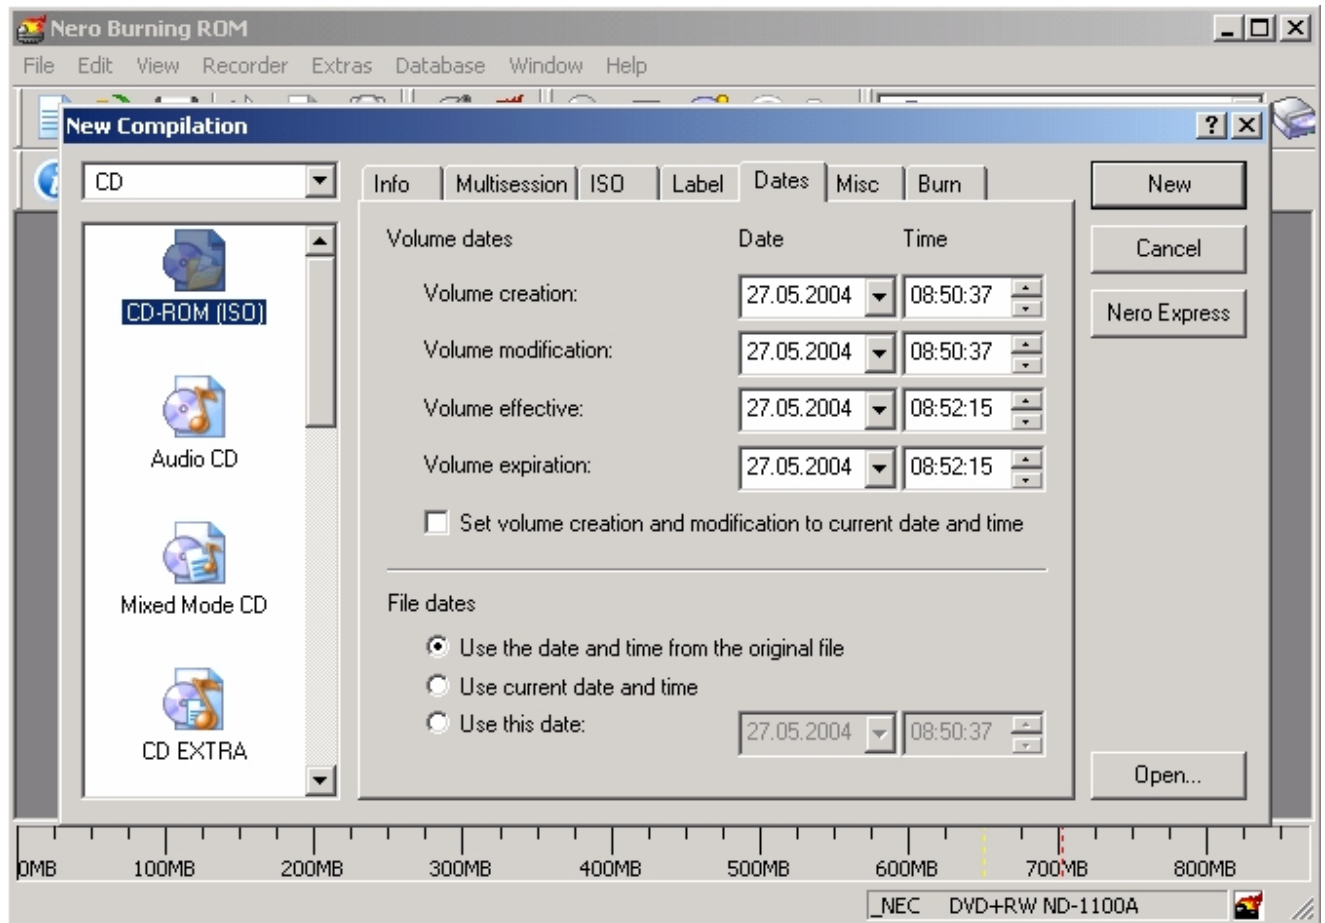 Nero Burning ROM
File Edit View Recorder Extras Database Window Help
New Compilation
CD
Info Multisession ISO Label Dates Misc Burn
New
Cancel
Nero Express
CD-ROM (ISO)
Audio CD
Mixed Mode CD
CD EXTRA
Volume dates Date Time
Volume creation: 27.05.2004 08:50:37
Volume modification: 27.05.2004 08:50:37
Volume effective: 27.05.2004 08:52:15
Volume expiration: 27.05.2004 08:52:15
Set volume creation and modification to current date and time
File dates
Use the date and time from the original file
Use current date and time
Use this date: 27.05.2004 08:50:37
Open...
0MB 100MB 200MB 300MB 400MB 500MB 600MB 700MB 800MB
_NEC DVD+RW ND-1100A